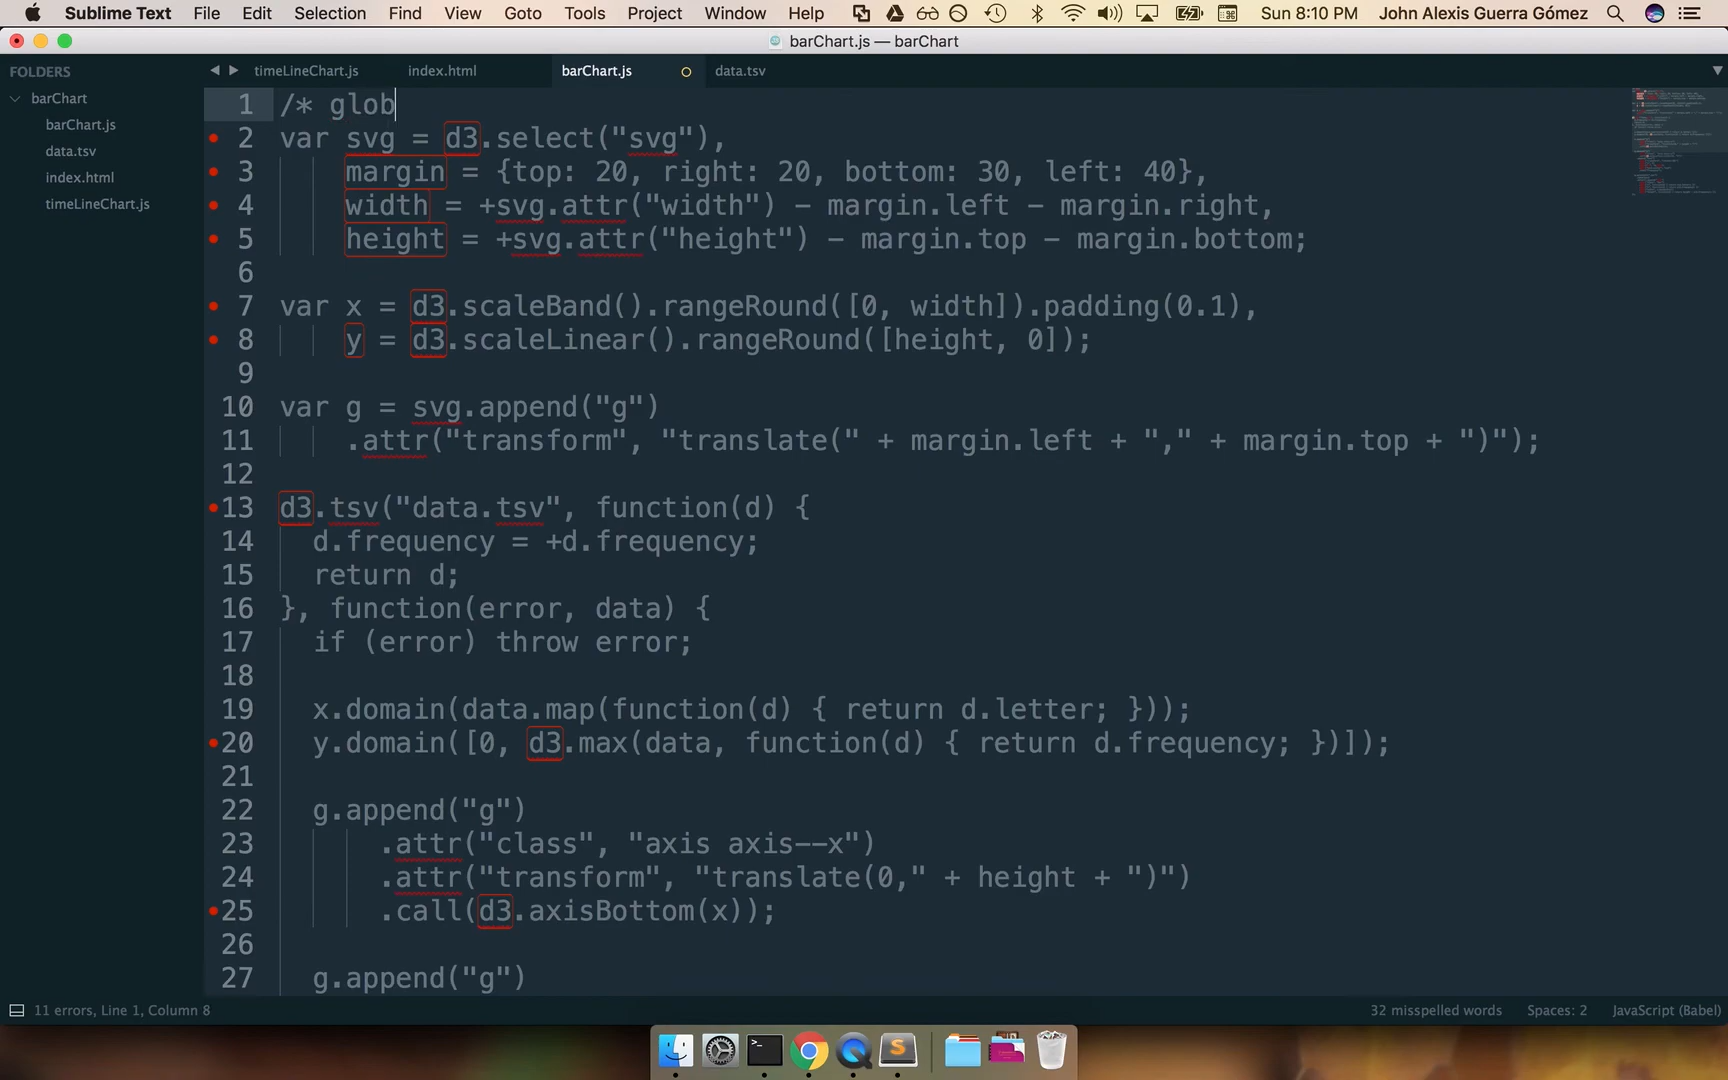 Sublime Text File Edit Selection Find View Goto Tools Project Window Help Sun 8:10 PM John Alexis Guerra Gómez
barChart.js — barChart
FOLDERS
barChart
barChart.js
data.tsv
index.html
timeLineChart.js
timeLineChart.js index.html barChart.js data.tsv
1 /* glob
2 var svg = d3.select("svg"),
3 margin = {top: 20, right: 20, bottom: 30, left: 40},
4 width = +svg.attr("width") - margin.left - margin.right,
5 height = +svg.attr("height") - margin.top - margin.bottom;
6
7 var x = d3.scaleBand().rangeRound([0, width]).padding(0.1),
8 y = d3.scaleLinear().rangeRound([height, 0]);
9
10 var g = svg.append("g")
11 .attr("transform", "translate(" + margin.left + "," + margin.top + ")");
12
13 d3.tsv("data.tsv", function(d) {
14 d.frequency = +d.frequency;
15 return d;
16 }, function(error, data) {
17 if (error) throw error;
18
19 x.domain(data.map(function(d) { return d.letter; }));
20 y.domain([0, d3.max(data, function(d) { return d.frequency; })]);
21
22 g.append("g")
23 .attr("class", "axis axis--x")
24 .attr("transform", "translate(0," + height + ")")
25 .call(d3.axisBottom(x));
26
27 g.append("g")
11 errors, Line 1, Column 8 32 misspelled words Spaces: 2 JavaScript (Babel)